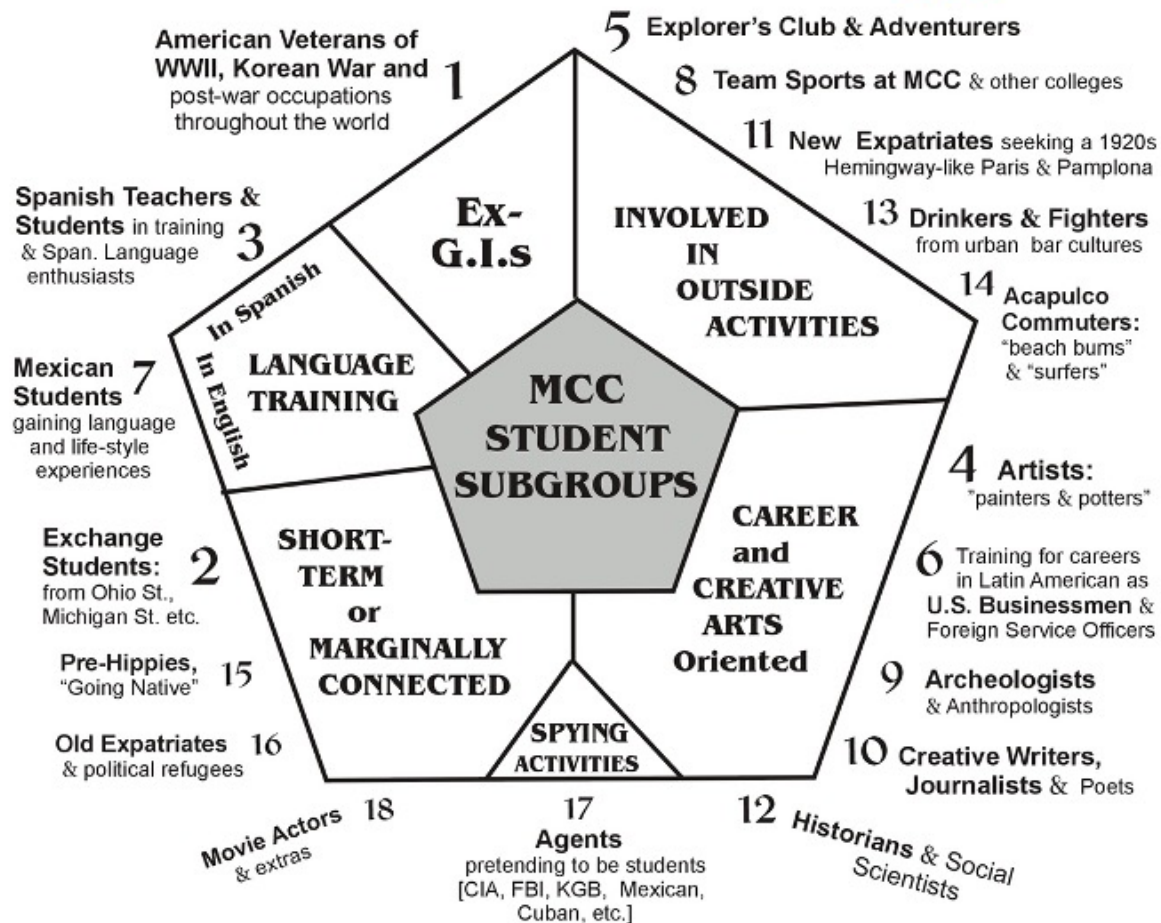 American Veterans of
WWII, Korean War and
post-war occupations
throughout the world
1
5 Explorer's Club & Adventurers
8 Team Sports at MCC & other colleges
11 New Expatriates seeking a 1920s
Hemingway-like Paris & Pamplona
13 Drinkers & Fighters
from urban bar cultures
14 Acapulco
Commuters:
"beach bums"
& "surfers"
Spanish Teachers &
Students in training
& Span. Language
enthusiasts
3
Mexican
Students
gaining language
and life-style
experiences
7
Exchange
Students:
from Ohio St.,
Michigan St. etc.
2
Pre-Hippies,
"Going Native"
15
Old Expatriates
& political refugees
16
Movie Actors
& extras
18
17
Agents
pretending to be students
[CIA, FBI, KGB, Mexican,
Cuban, etc.]
12 Historians & Social
Scientists
10 Creative Writers,
Journalists & Poets
9 Archeologists
& Anthropologists
6 Training for careers
in Latin American as
U.S. Businessmen &
Foreign Service Officers
4 Artists:
"painters & potters"
Ex-
G.I.s
INVOLVED
IN
OUTSIDE
ACTIVITIES
In Spanish
In English
LANGUAGE
TRAINING
MCC
STUDENT
SUBGROUPS
SHORT-
TERM
or
MARGINALLY
CONNECTED
CAREER
and
CREATIVE
ARTS
Oriented
SPYING
ACTIVITIES